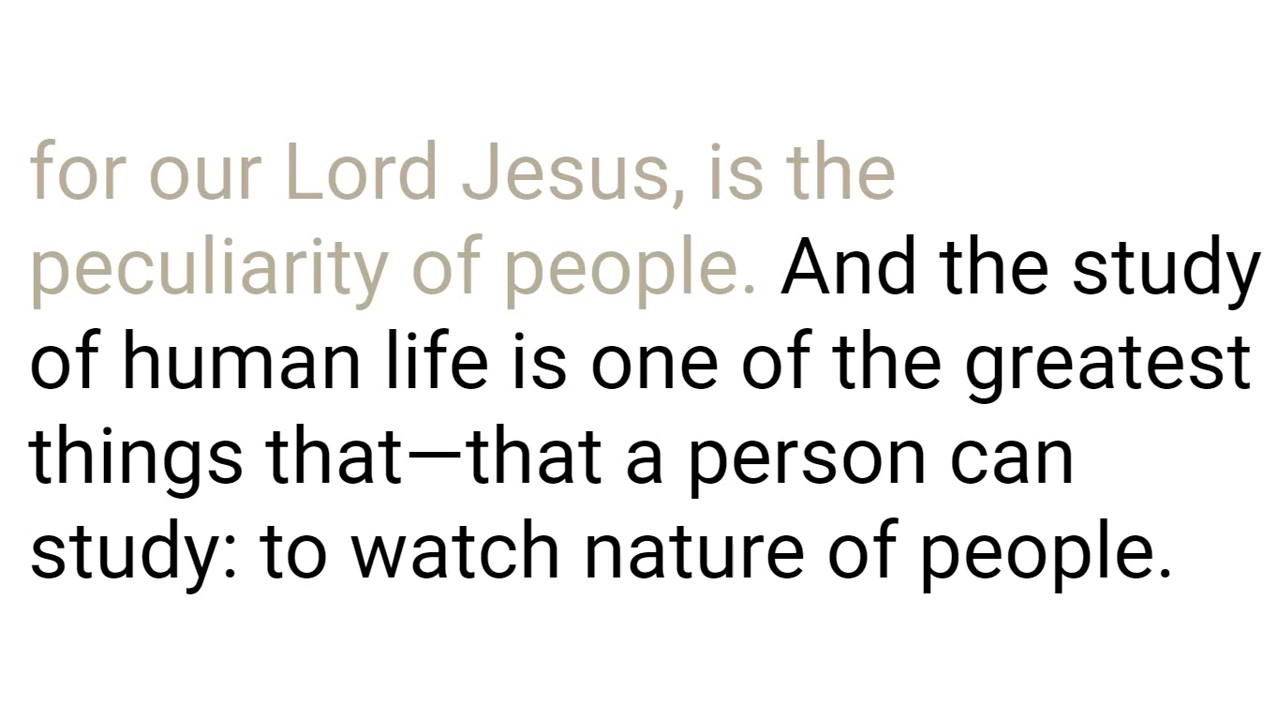 for our Lord Jesus, is the
peculiarity of people. And the study
of human life is one of the greatest
things that—that a person can
study: to watch nature of people.